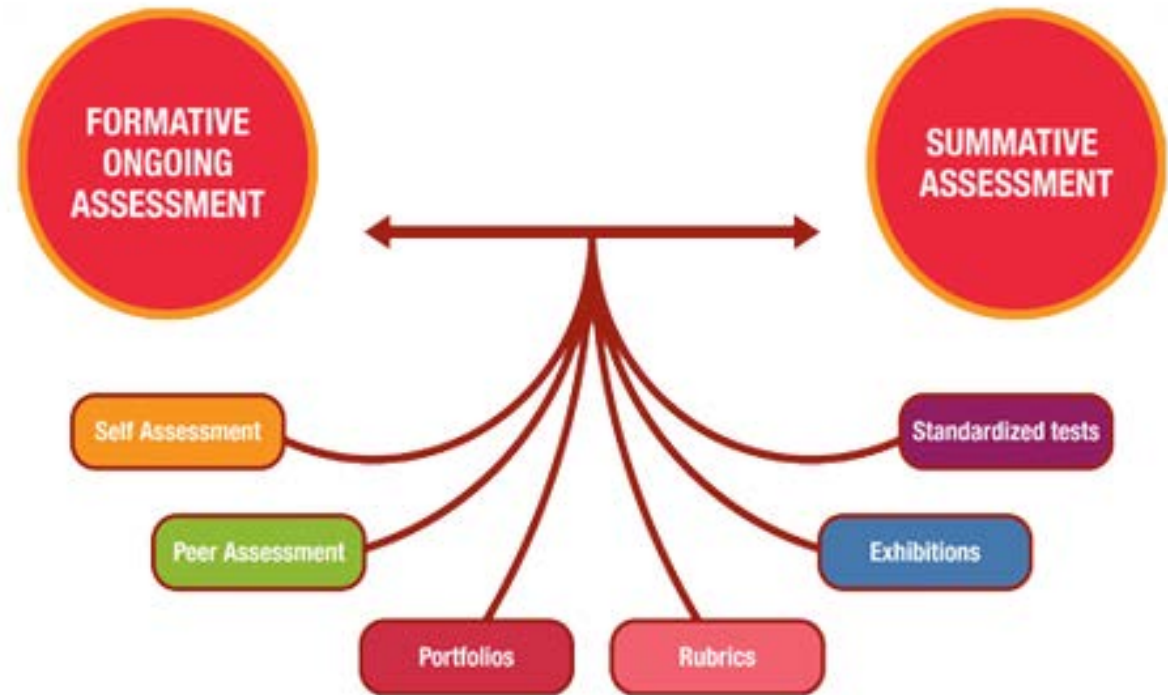 FORMATIVE
ONGOING
ASSESSMENT
SUMMATIVE
ASSESSMENT
Self Assessment
Standardized tests
Peer Assessment
Exhibitions
Portfolios
Rubrics